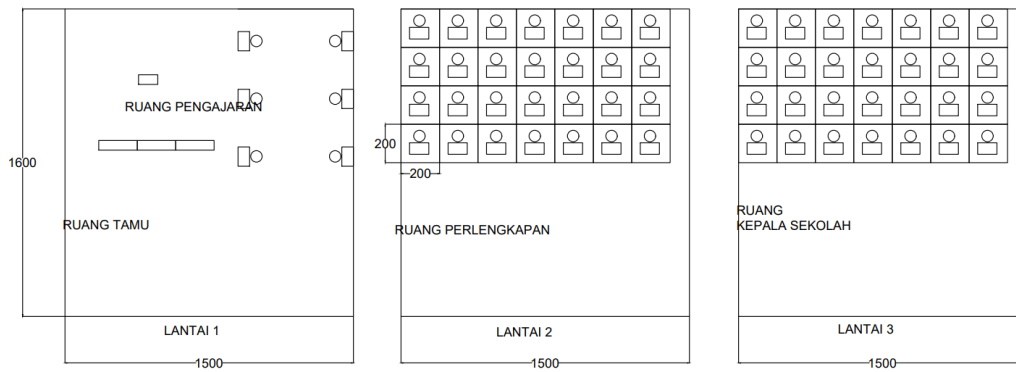 RUANG PENGAJARAN
1600
RUANG TAMU
LANTAI 1
1500
200
200
RUANG PERLENGKAPAN
LANTAI 2
1500
RUANG
KEPALA SEKOLAH
LANTAI 3
1500